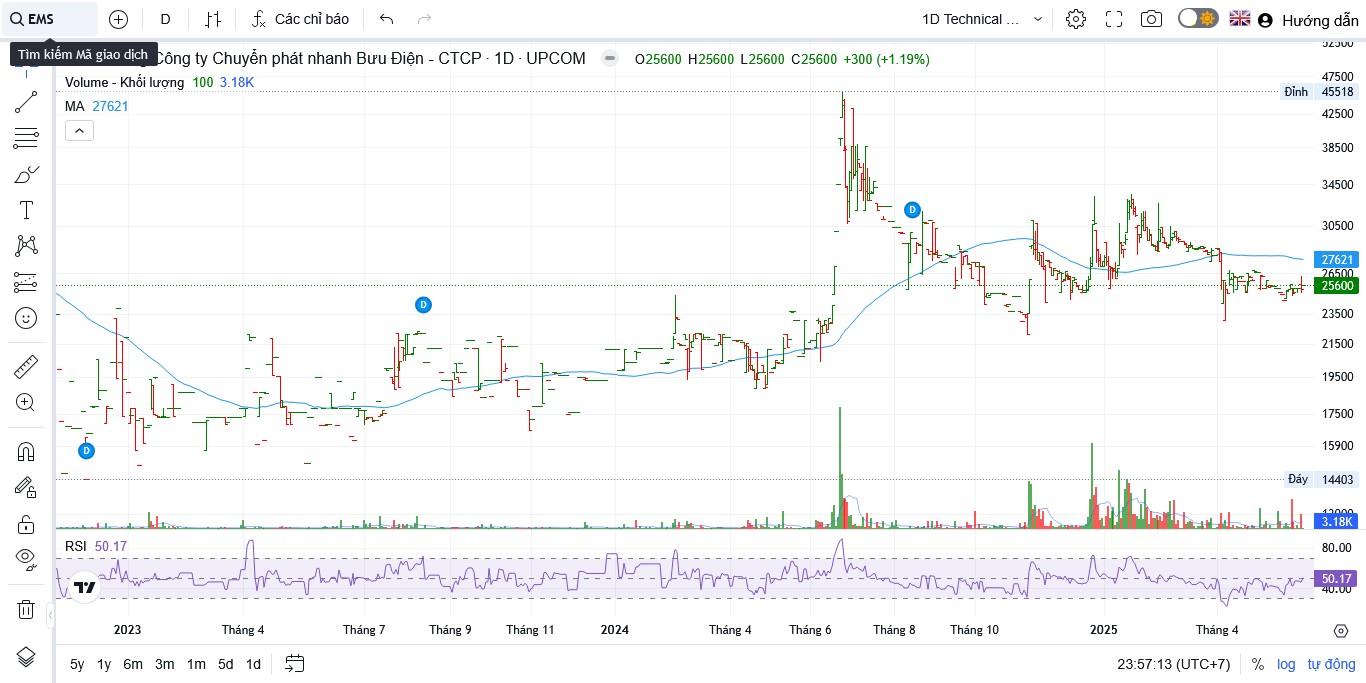 EMS
D
Các chỉ báo
1D Technical ...
Hướng dẫn
Tìm kiếm Mã giao dịch
Công ty Chuyển phát nhanh Bưu Điện - CTCP · 1D · UPCOM
O25600 H25600 L25600 C25600 +300 (+1.19%)
Volume - Khối lượng 100 3.18K
MA 27621
52500
47500
Đỉnh 45518
42500
38500
34500
30500
27621
26500
25600
23500
21500
19500
17500
15900
Đáy 14403
3.18K
D
D
D
RSI 50.17
80.00
50.17
40.00
2023
Tháng 4
Tháng 7
Tháng 9
Tháng 11
2024
Tháng 4
Tháng 6
Tháng 8
Tháng 10
2025
Tháng 4
5y 1y 6m 3m 1m 5d 1d
23:57:13 (UTC+7)
% log tự động